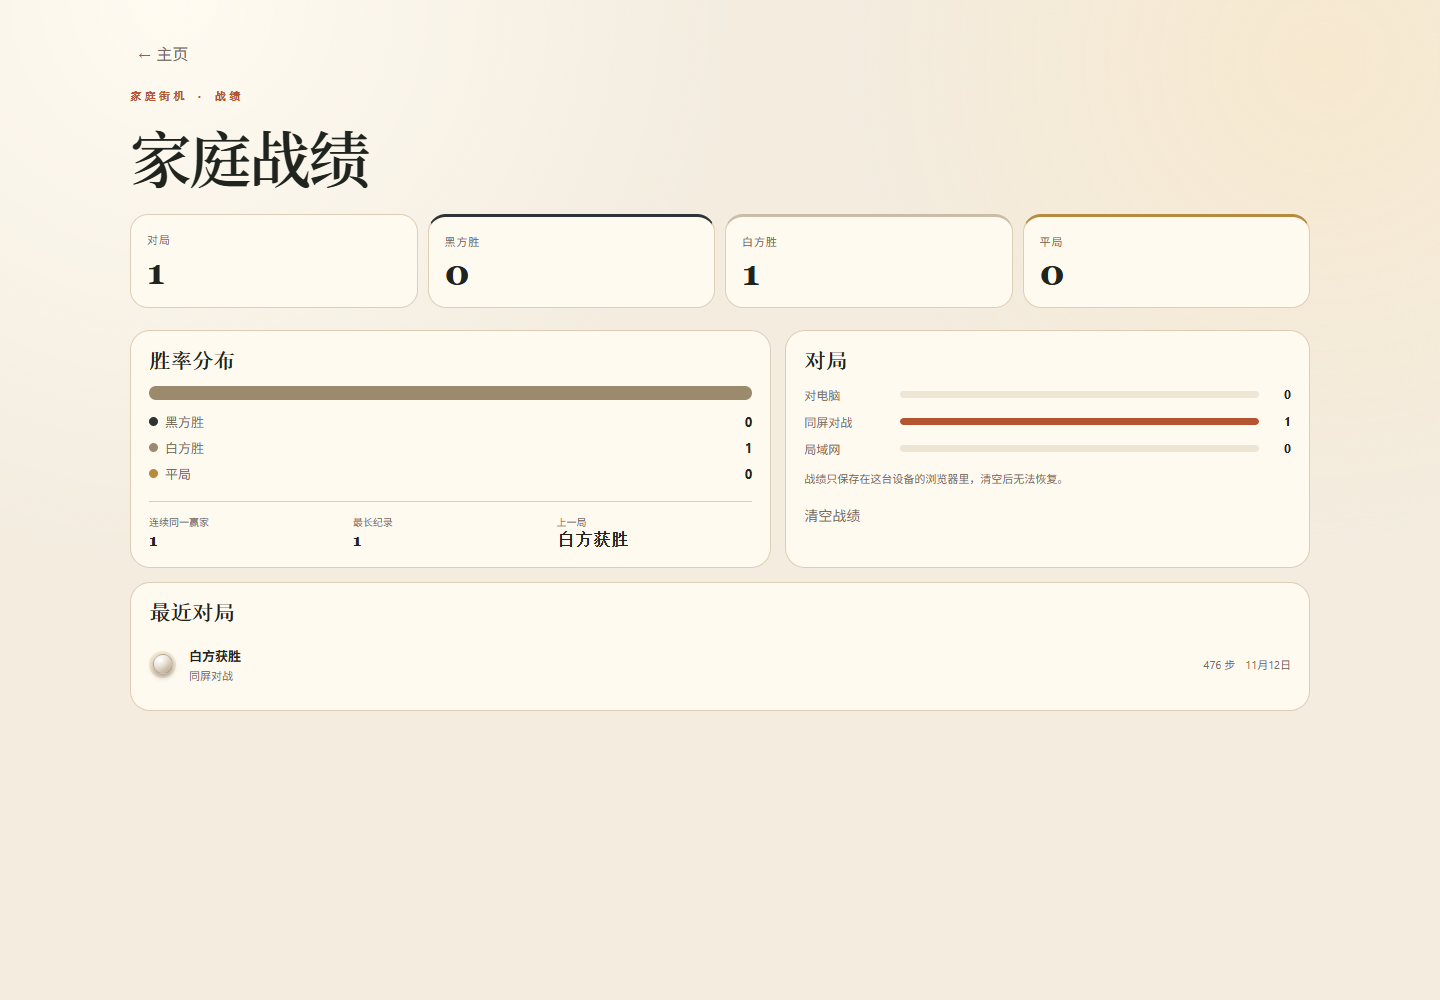 ← 主页
家庭街机 · 战绩
家庭战绩
对局
1
黑方胜
0
白方胜
1
平局
0
胜率分布
黑方胜 0
白方胜 1
平局 0
连续同一赢家
1
最长纪录
1
上一局
白方获胜
对局
对电脑 0
同屏对战 1
局域网 0
战绩只保存在这台设备的浏览器里，清空后无法恢复。
清空战绩
最近对局
白方获胜
同屏对战
476 步 11月12日